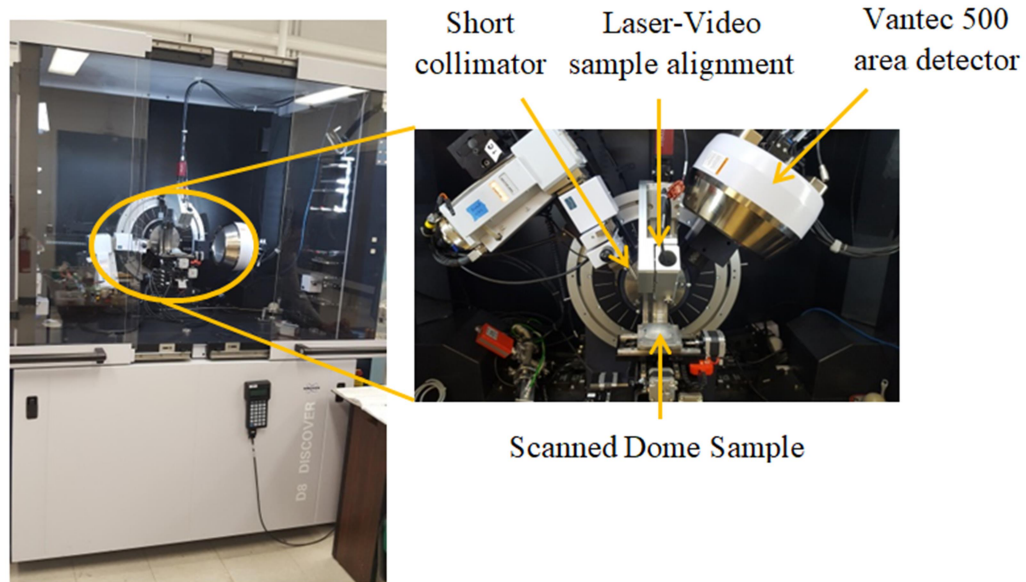 Short
collimator
Laser-Video
sample alignment
Vantec 500
area detector
Scanned Dome Sample
D8 DISCOVER